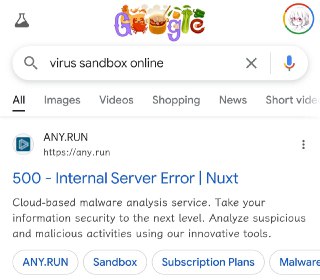 Google
virus sandbox online
All Images Videos Shopping News Short vide
ANY.RUN
https://any.run
500 - Internal Server Error | Nuxt
Cloud-based malware analysis service. Take your
information security to the next level. Analyze suspicious
and malicious activities using our innovative tools.
ANY.RUN Sandbox Subscription Plans Malware